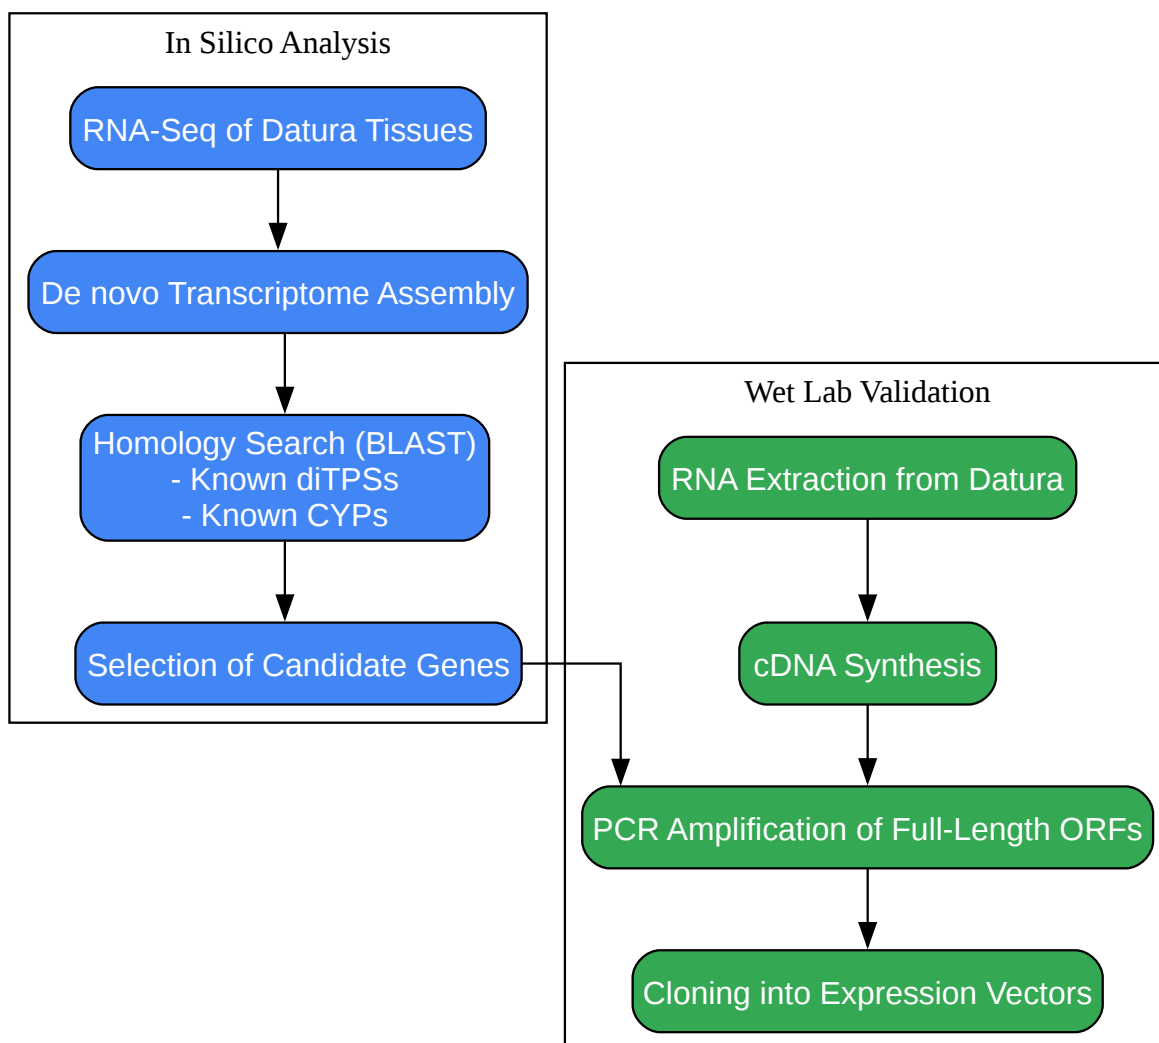 In Silico Analysis
RNA-Seq of Datura Tissues
De novo Transcriptome Assembly
Homology Search (BLAST)
- Known diTPSs
- Known CYPs
Selection of Candidate Genes
Wet Lab Validation
RNA Extraction from Datura
cDNA Synthesis
PCR Amplification of Full-Length ORFs
Cloning into Expression Vectors